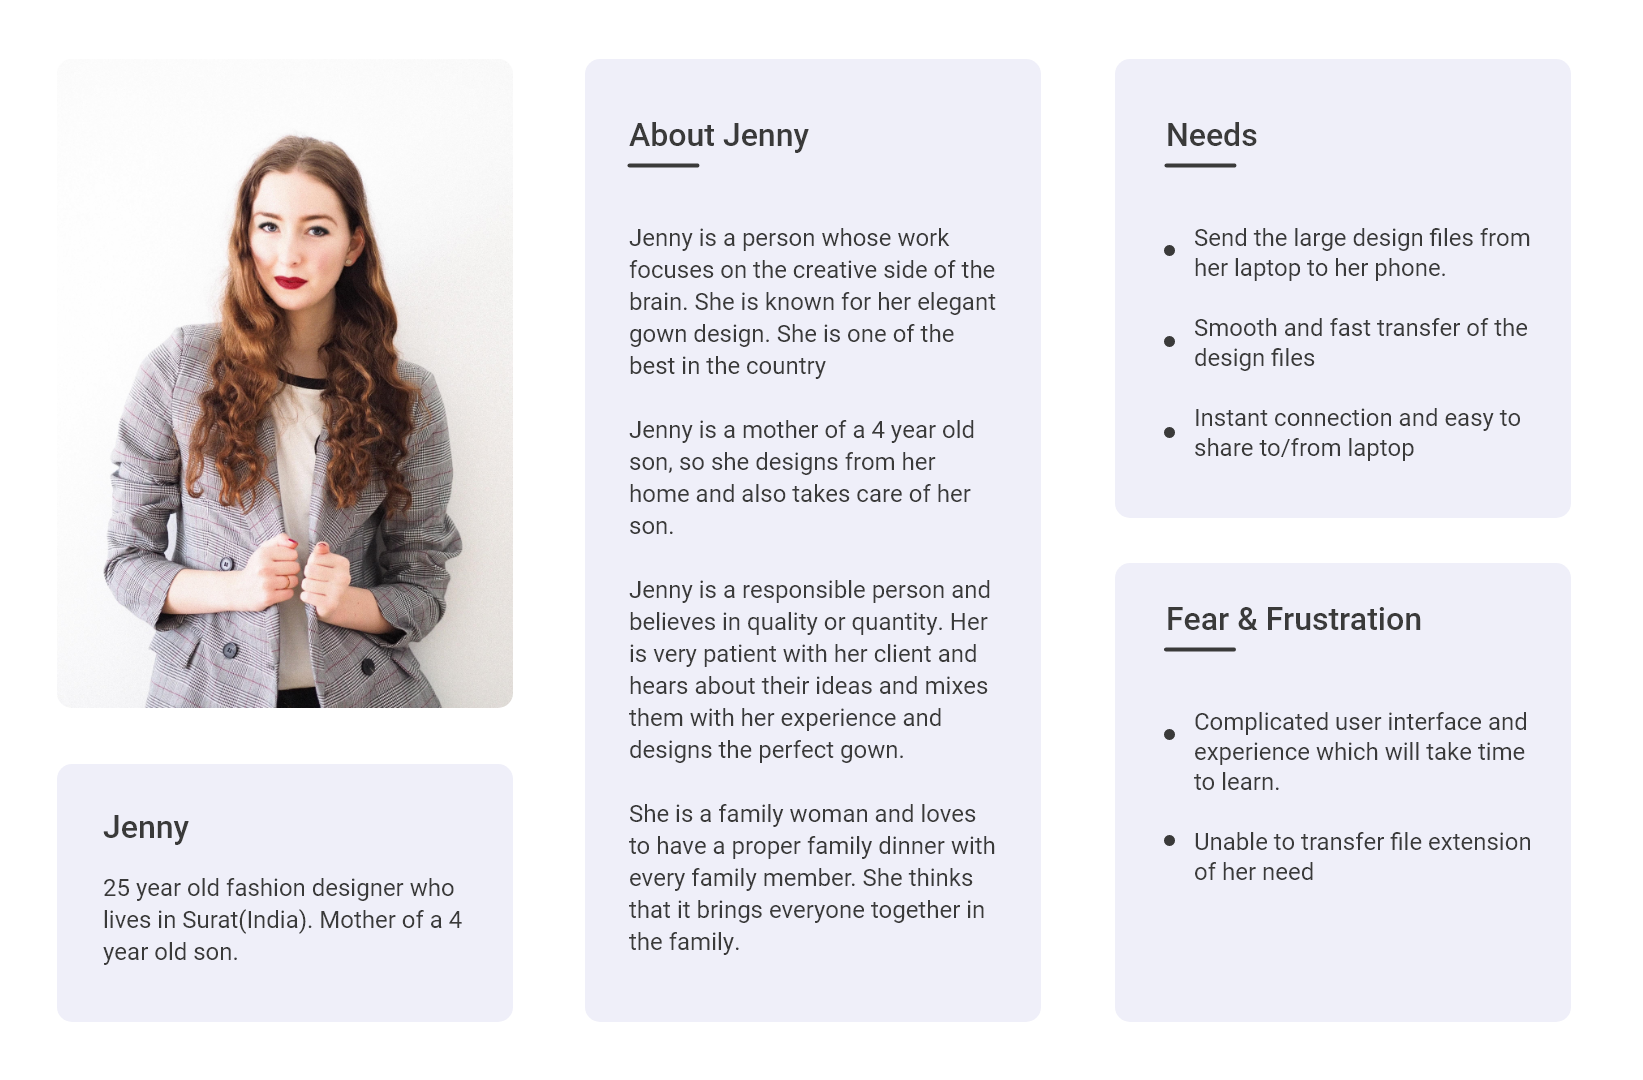 About Jenny
Jenny is a person whose work
focuses on the creative side of the
brain. She is known for her elegant
gown design. She is one of the
best in the country
Jenny is a mother of a 4 year old
son, so she designs from her
home and also takes care of her
son.
Jenny is a responsible person and
believes in quality or quantity. Her
is very patient with her client and
hears about their ideas and mixes
them with her experience and
designs the perfect gown.
She is a family woman and loves
to have a proper family dinner with
every family member. She thinks
that it brings everyone together in
the family.
Needs
Send the large design files from
her laptop to her phone.
Smooth and fast transfer of the
design files
Instant connection and easy to
share to/from laptop
Fear & Frustration
Complicated user interface and
experience which will take time
to learn.
Unable to transfer file extension
of her need
Jenny
25 year old fashion designer who
lives in Surat(India). Mother of a 4
year old son.